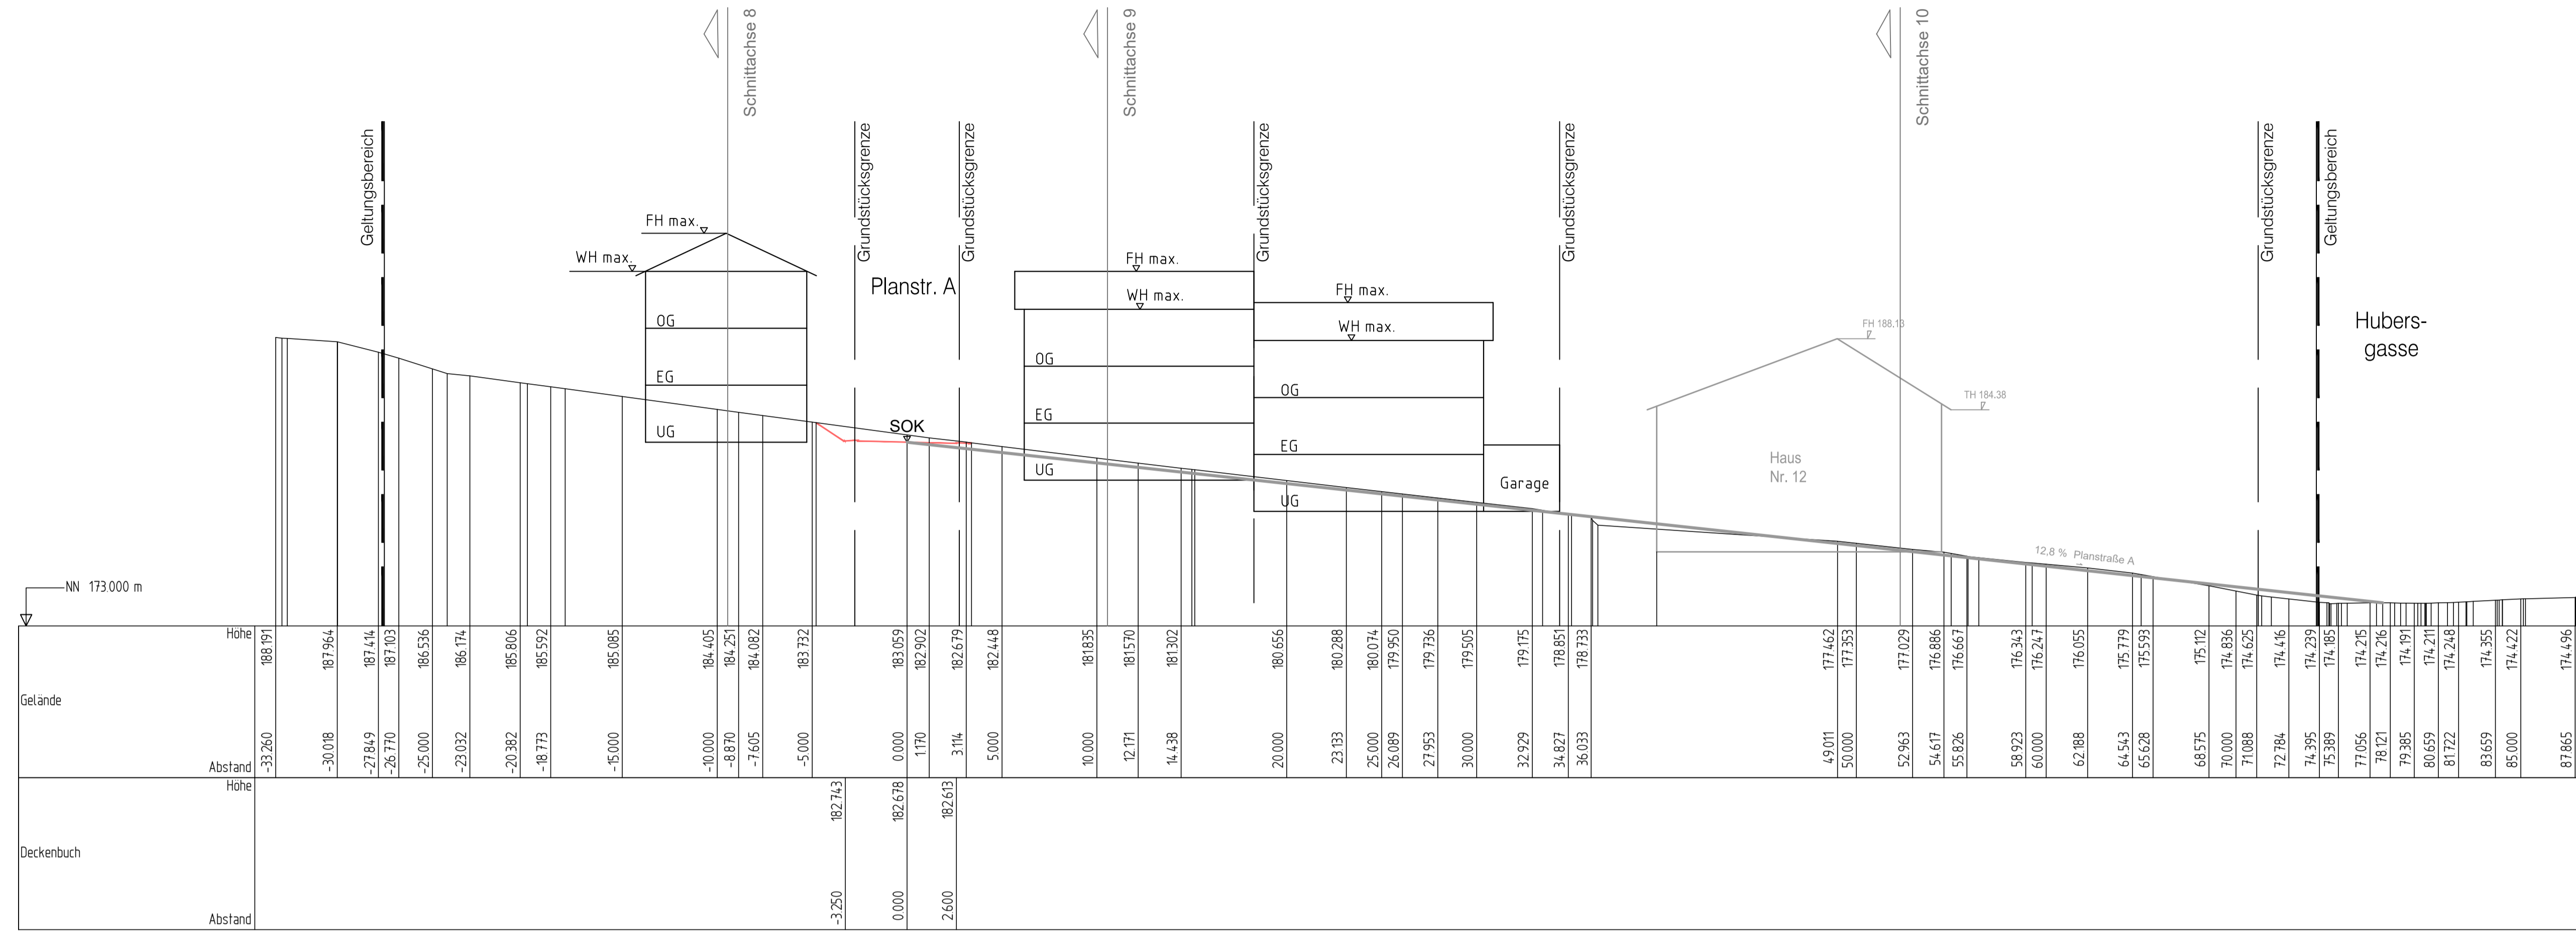 Schnittachse 8
Schnittachse 9
Schnittachse 10
Geltungsbereich
Grundstücksgrenze
Grundstücksgrenze
Grundstücksgrenze
Grundstücksgrenze
Grundstücksgrenze
Geltungsbereich
FH max.
WH max.
OG
EG
UG
Planstr. A
SOK
FH max.
WH max.
OG
EG
UG
FH max.
WH max.
OG
EG
UG
Garage
FH 188,13
TH 184.38
Haus
Nr. 12
12,8 % Planstraße A
Hubers-
gasse
NN 173.000 m
Höhe
188.191
187.964
187.414
187.103
186.536
186.174
185.806
185.592
185.085
184.405
184.251
184.082
183.732
183.059
182.902
182.679
182.448
181.835
181.570
181.302
180.656
180.288
180.074
179.950
179.736
179.505
179.175
178.851
178.733
177.462
177.353
177.029
176.886
176.667
176.343
176.247
176.055
175.779
175.593
175.112
174.836
174.625
174.416
174.239
174.185
174.215
174.216
174.191
174.211
174.248
174.355
174.422
174.496
Gelände
Abstand
-33.260
-30.018
-27.849
-26.770
-25.000
-23.032
-20.382
-18.773
-15.000
-10.000
-8.870
-7.605
-5.000
0.000
1.170
3.114
5.000
10.000
12.171
14.438
20.000
23.133
25.000
26.089
27.953
30.000
32.929
34.827
36.033
49.011
50.000
52.963
54.617
55.826
58.923
60.000
62.188
64.543
65.628
68.575
70.000
71.088
72.784
74.395
75.389
77.056
78.121
79.385
80.659
81.722
83.659
85.000
87.865
Höhe
182.743
182.678
182.613
Deckenbuch
Abstand
-3.250
0.000
2.600